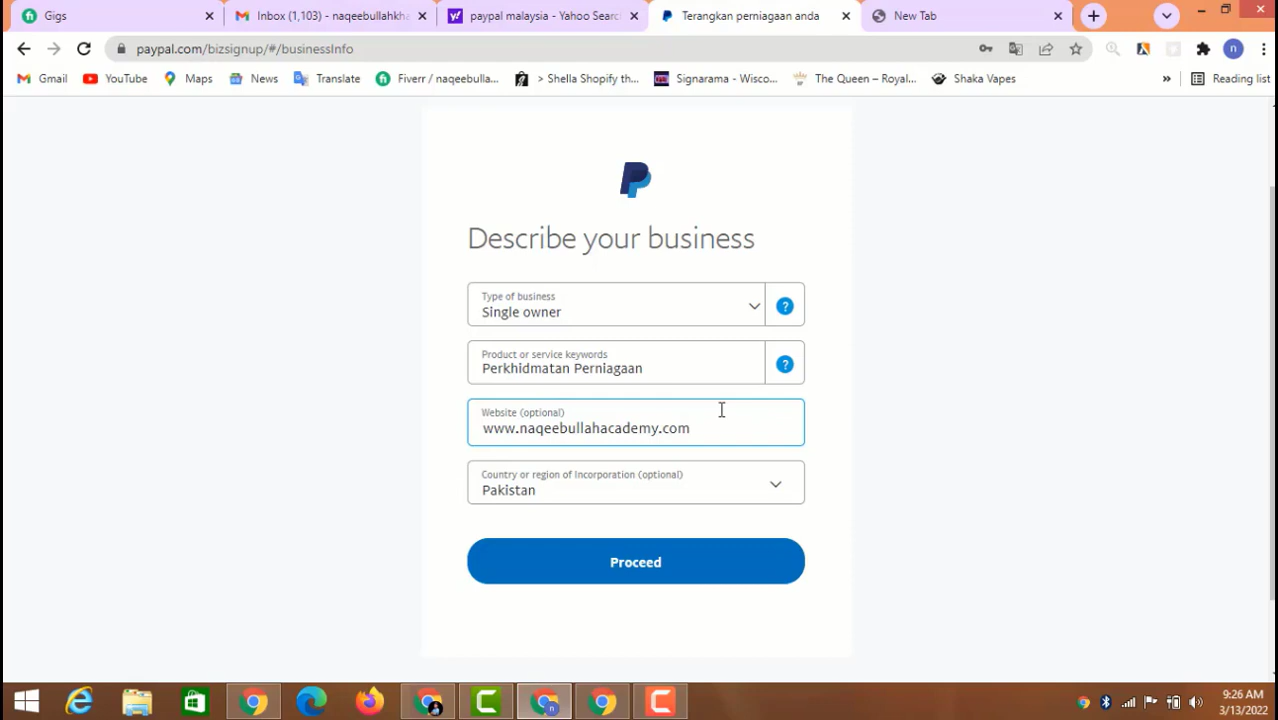 Gigs
Inbox (1,103) - naqeebullahkha
paypal malaysia - Yahoo Search
Terangkan perniagaan anda
New Tab
paypal.com/bizsignup/#/businessInfo
n
Gmail
YouTube
Maps
News
Translate
Fiverr / naqeebulla...
> Shella Shopify th...
Signarama - Wisco...
The Queen – Royal...
Shaka Vapes
»
Reading list
Describe your business
Type of business
Single owner
?
Product or service keywords
Perkhidmatan Perniagaan
?
Website (optional)
www.naqeebullahacademy.com
Country or region of Incorporation (optional)
Pakistan
Proceed
9:26 AM
3/13/2022